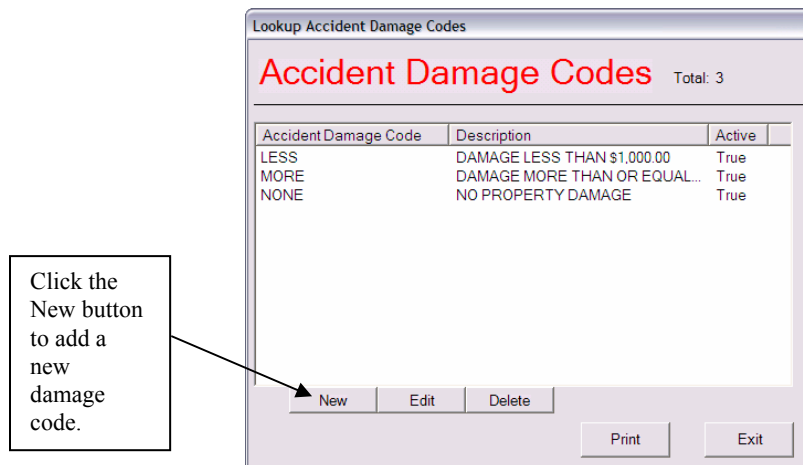 Lookup Accident Damage Codes
Accident Damage Codes Total: 3
Accident Damage Code Description Active
LESS DAMAGE LESS THAN $1,000.00 True
MORE DAMAGE MORE THAN OR EQUAL... True
NONE NO PROPERTY DAMAGE True
Click the
New button
to add a
new
damage
code.
New Edit Delete
Print Exit